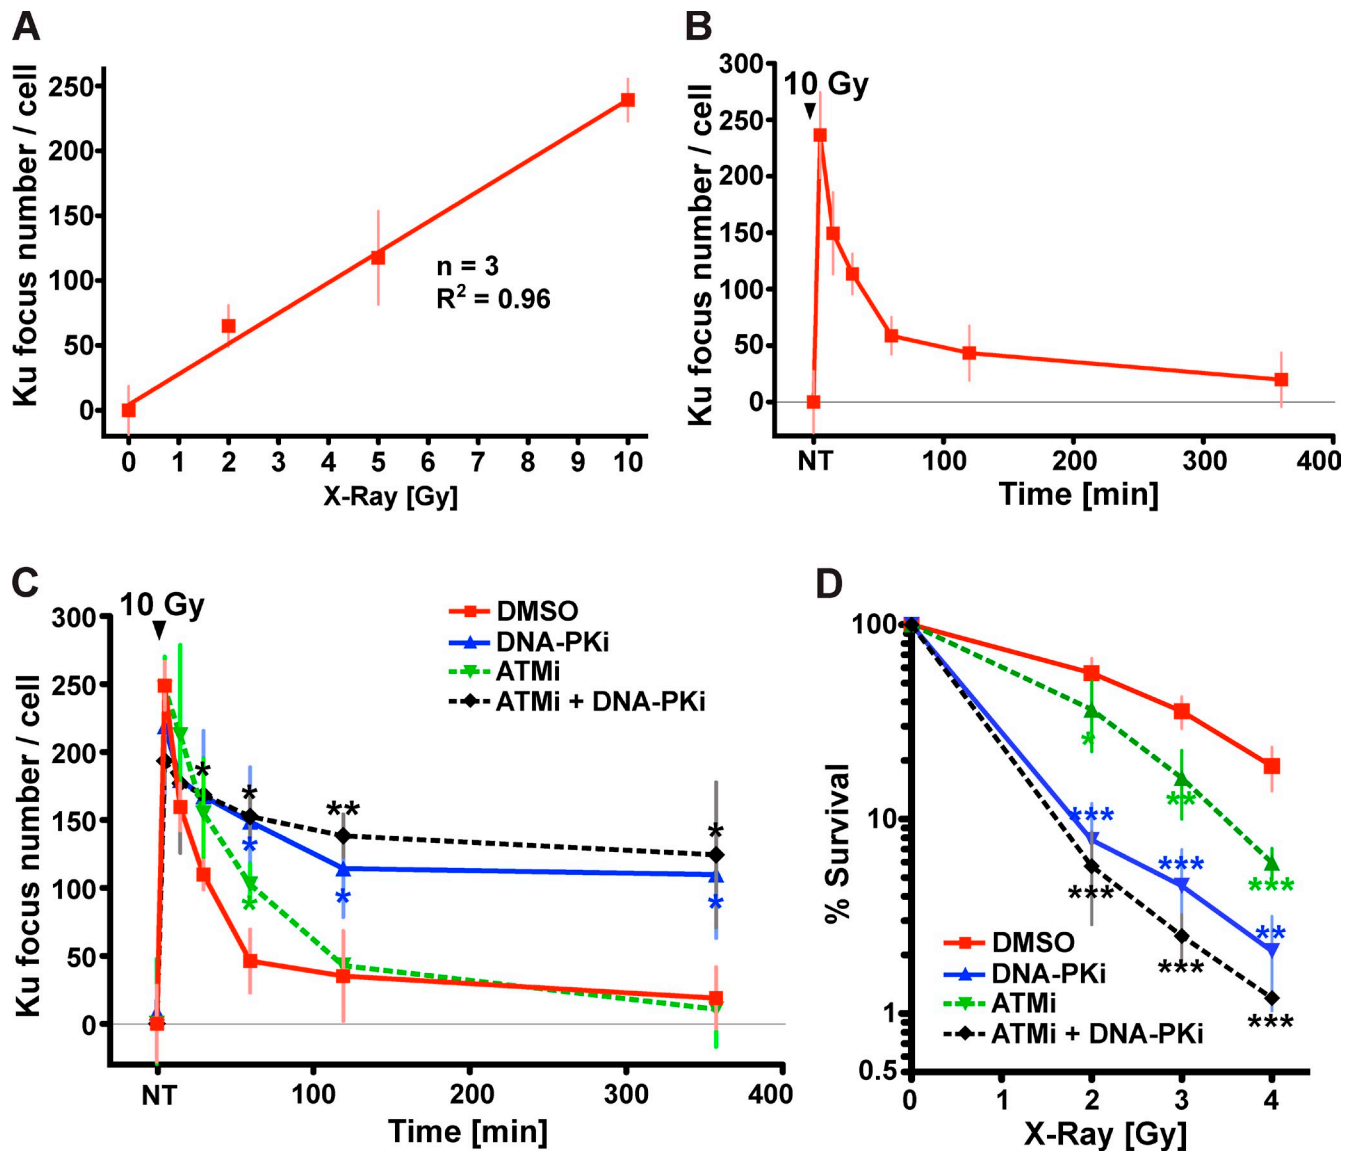 A
Ku focus number / cell
250
200
150
100
50
0
n = 3
R² = 0.96
0 1 2 3 4 5 6 7 8 9 10
X-Ray [Gy]
B
Ku focus number / cell
300
250
200
150
100
50
0
10 Gy
NT 100 200 300 400
Time [min]
C
Ku focus number / cell
300
250
200
150
100
50
0
10 Gy
DMSO
DNA-PKi
ATMi
ATMi + DNA-PKi
*
*
**
*
*
*
*
*
NT 100 200 300 400
Time [min]
D
% Survival
100
10
1
0.5
*
**
***
***
***
**
***
***
***
DMSO
DNA-PKi
ATMi
ATMi + DNA-PKi
0 1 2 3 4
X-Ray [Gy]